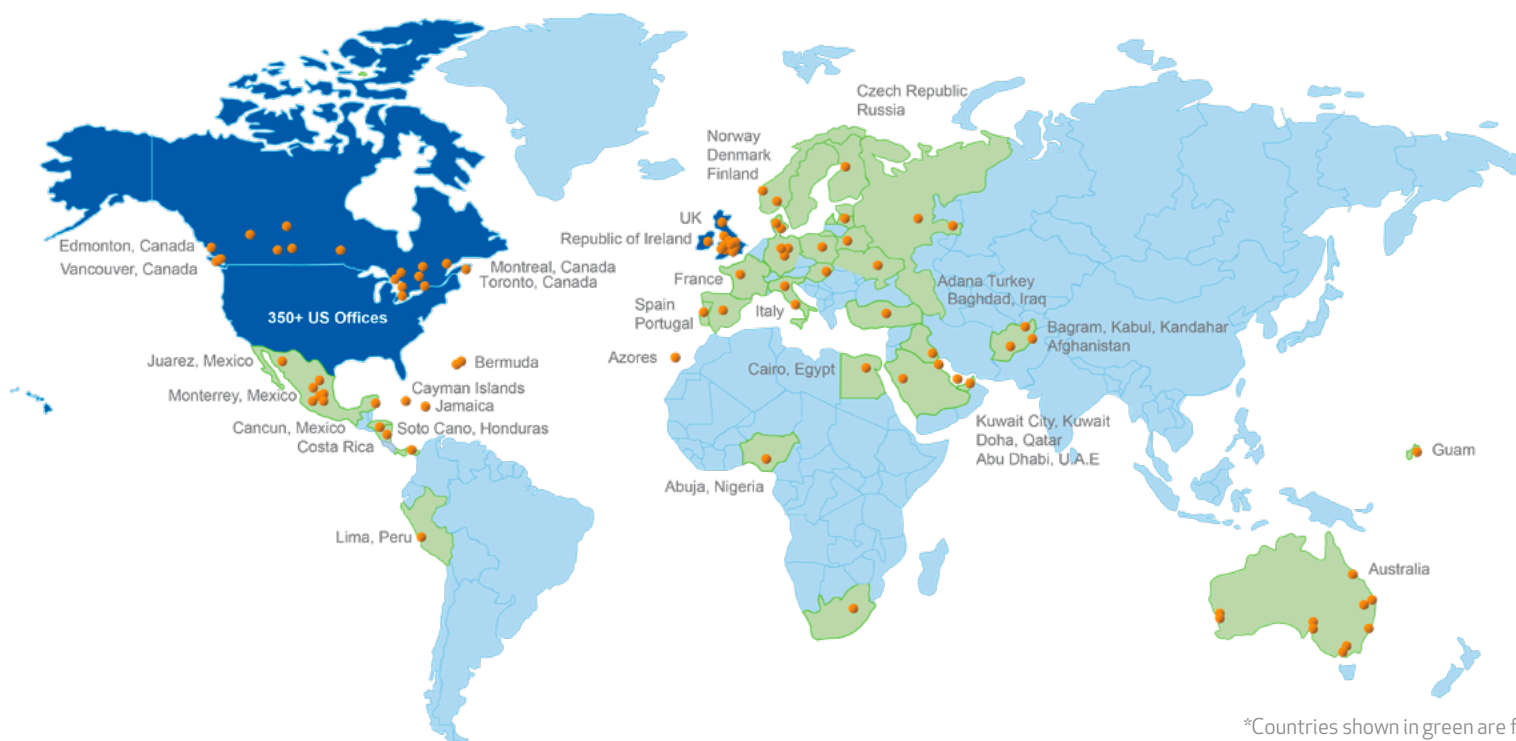 Czech Republic
Russia
Norway
Denmark
Finland
UK
Republic of Ireland
Edmonton, Canada
Vancouver, Canada
Montreal, Canada
Toronto, Canada
France
Adana Turkey
Baghdad, Iraq
Spain
Portugal
Italy
350+ US Offices
Bagram, Kabul, Kandahar
Afghanistan
Juarez, Mexico
Bermuda
Azores
Cairo, Egypt
Cayman Islands
Monterrey, Mexico
Jamaica
Cancun, Mexico
Soto Cano, Honduras
Costa Rica
Kuwait City, Kuwait
Doha, Qatar
Abu Dhabi, U.A.E
Guam
Abuja, Nigeria
Lima, Peru
Australia
*Countries shown in green are f